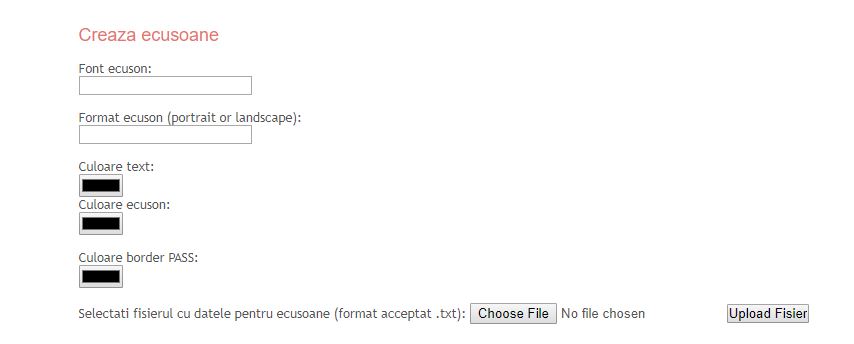 Creaza ecusoane
Font ecuson:
Format ecuson (portrait or landscape):
Culoare text:
Culoare ecuson:
Culoare border PASS:
Selectati fisierul cu datele pentru ecusoane (format acceptat .txt): Choose File No file chosen Upload Fisier